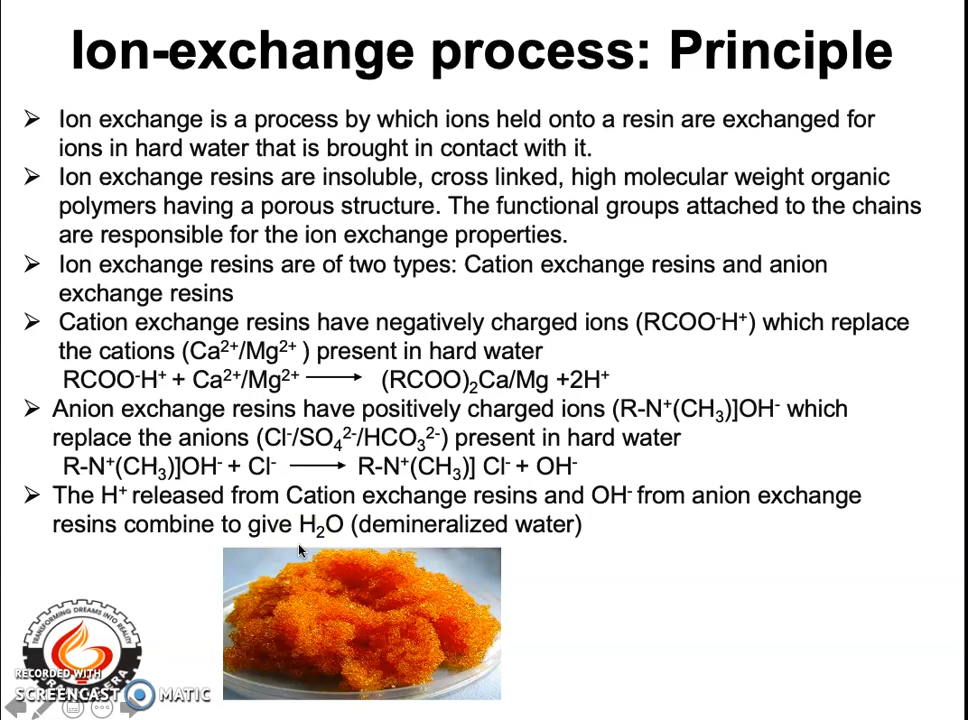 Ion-exchange process: Principle
➢ Ion exchange is a process by which ions held onto a resin are exchanged for
ions in hard water that is brought in contact with it.
➢ Ion exchange resins are insoluble, cross linked, high molecular weight organic
polymers having a porous structure. The functional groups attached to the chains
are responsible for the ion exchange properties.
➢ Ion exchange resins are of two types: Cation exchange resins and anion
exchange resins
➢ Cation exchange resins have negatively charged ions (RCOO⁻H⁺) which replace
the cations (Ca²⁺/Mg²⁺ ) present in hard water
RCOO⁻H⁺ + Ca²⁺/Mg²⁺ ⟶ (RCOO)₂Ca/Mg +2H⁺
➢ Anion exchange resins have positively charged ions (R-N⁺(CH₃)]OH⁻ which
replace the anions (Cl⁻/SO₄²⁻/HCO₃²⁻) present in hard water
R-N⁺(CH₃)]OH⁻ + Cl⁻ ⟶ R-N⁺(CH₃)] Cl⁻ + OH⁻
➢ The H⁺ released from Cation exchange resins and OH⁻ from anion exchange
resins combine to give H₂O (demineralized water)
TRANSFORMING DREAMS INTO REALITY
RECORDED WITH
SCREENCAST MATIC